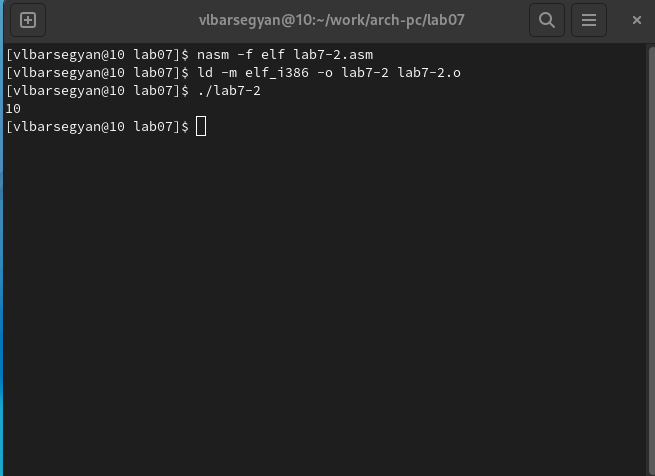 vlbarsegyan@10:~/work/arch-pc/lab07
[vlbarsegyan@10 lab07]$ nasm -f elf lab7-2.asm
[vlbarsegyan@10 lab07]$ ld -m elf_i386 -o lab7-2 lab7-2.o
[vlbarsegyan@10 lab07]$ ./lab7-2
10
[vlbarsegyan@10 lab07]$